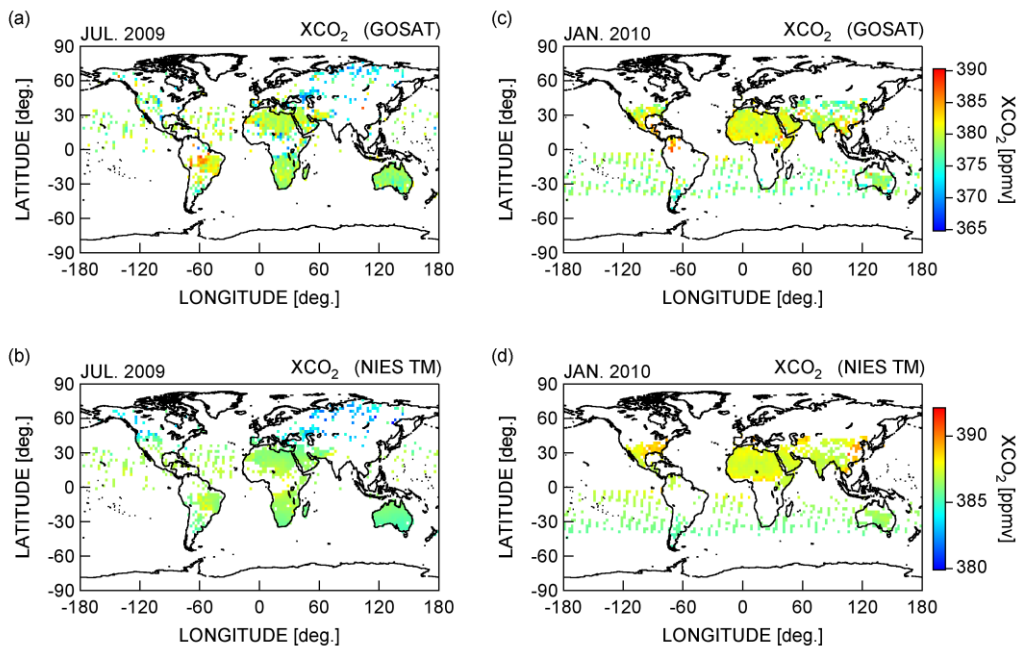 (a) JUL. 2009 XCO₂ (GOSAT)
90
60
30
0
-30
-60
-90
LATITUDE [deg.]
-180 -120 -60 0 60 120 180
LONGITUDE [deg.]
(c) JAN. 2010 XCO₂ (GOSAT)
90
60
30
0
-30
-60
-90
LATITUDE [deg.]
-180 -120 -60 0 60 120 180
LONGITUDE [deg.]
390
385
380
375
370
365
XCO₂ [ppmv]
(b) JUL. 2009 XCO₂ (NIES TM)
90
60
30
0
-30
-60
-90
LATITUDE [deg.]
-180 -120 -60 0 60 120 180
LONGITUDE [deg.]
(d) JAN. 2010 XCO₂ (NIES TM)
90
60
30
0
-30
-60
-90
LATITUDE [deg.]
-180 -120 -60 0 60 120 180
LONGITUDE [deg.]
390
385
380
XCO₂ [ppmv]